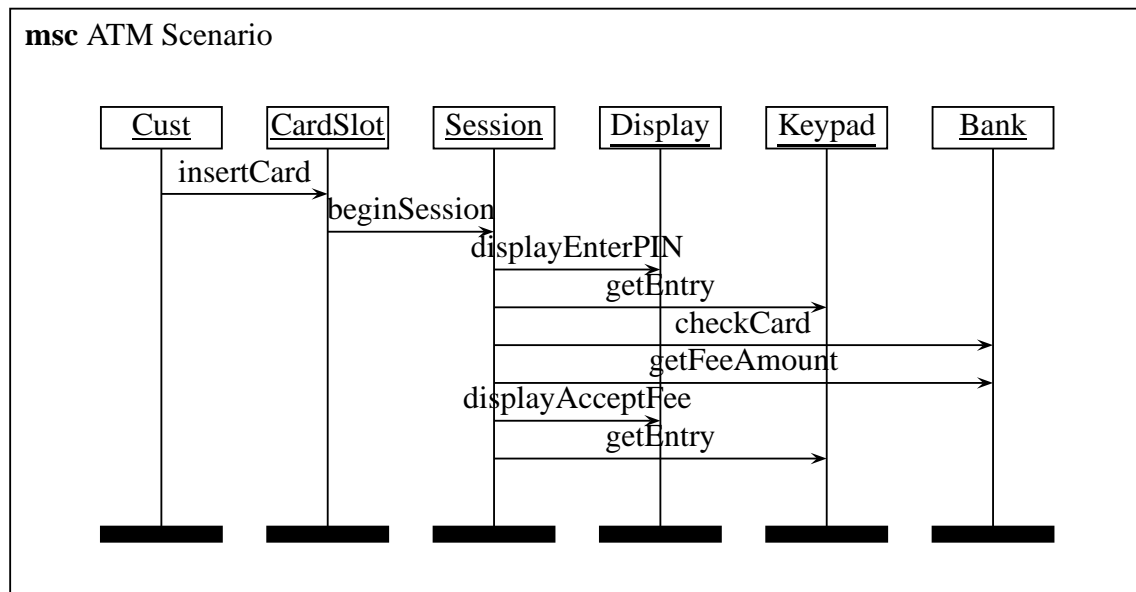 msc ATM Scenario
Cust CardSlot Session Display Keypad Bank
insertCard
beginSession
displayEnterPIN
getEntry
checkCard
getFeeAmount
displayAcceptFee
getEntry